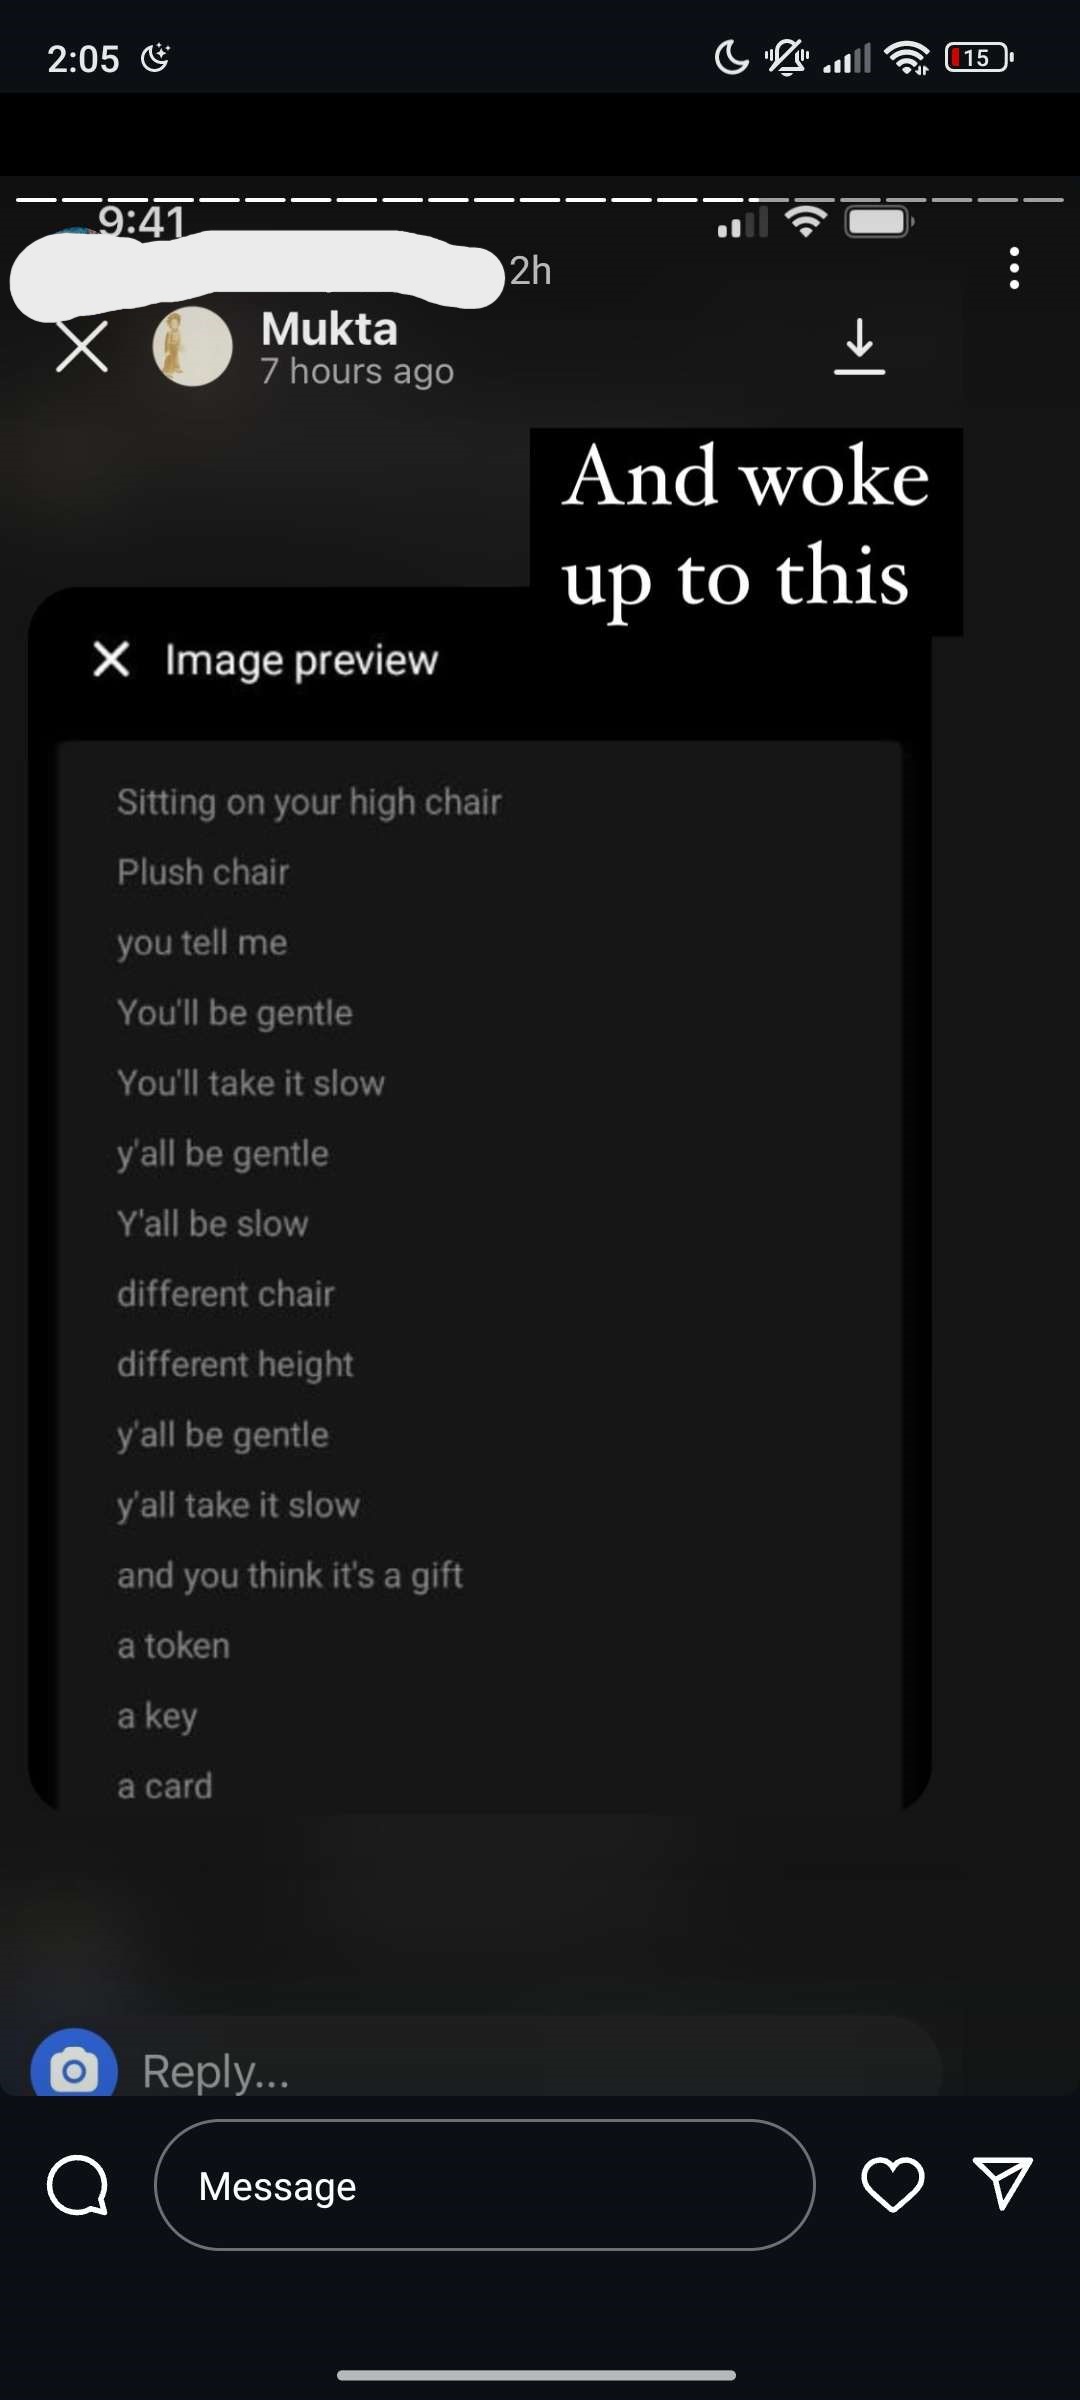 2:05
15
9:41
2h
Mukta
7 hours ago
And woke
up to this
Image preview
Sitting on your high chair
Plush chair
you tell me
You'll be gentle
You'll take it slow
y'all be gentle
Y'all be slow
different chair
different height
y'all be gentle
y'all take it slow
and you think it's a gift
a token
a key
a card
Reply...
Message